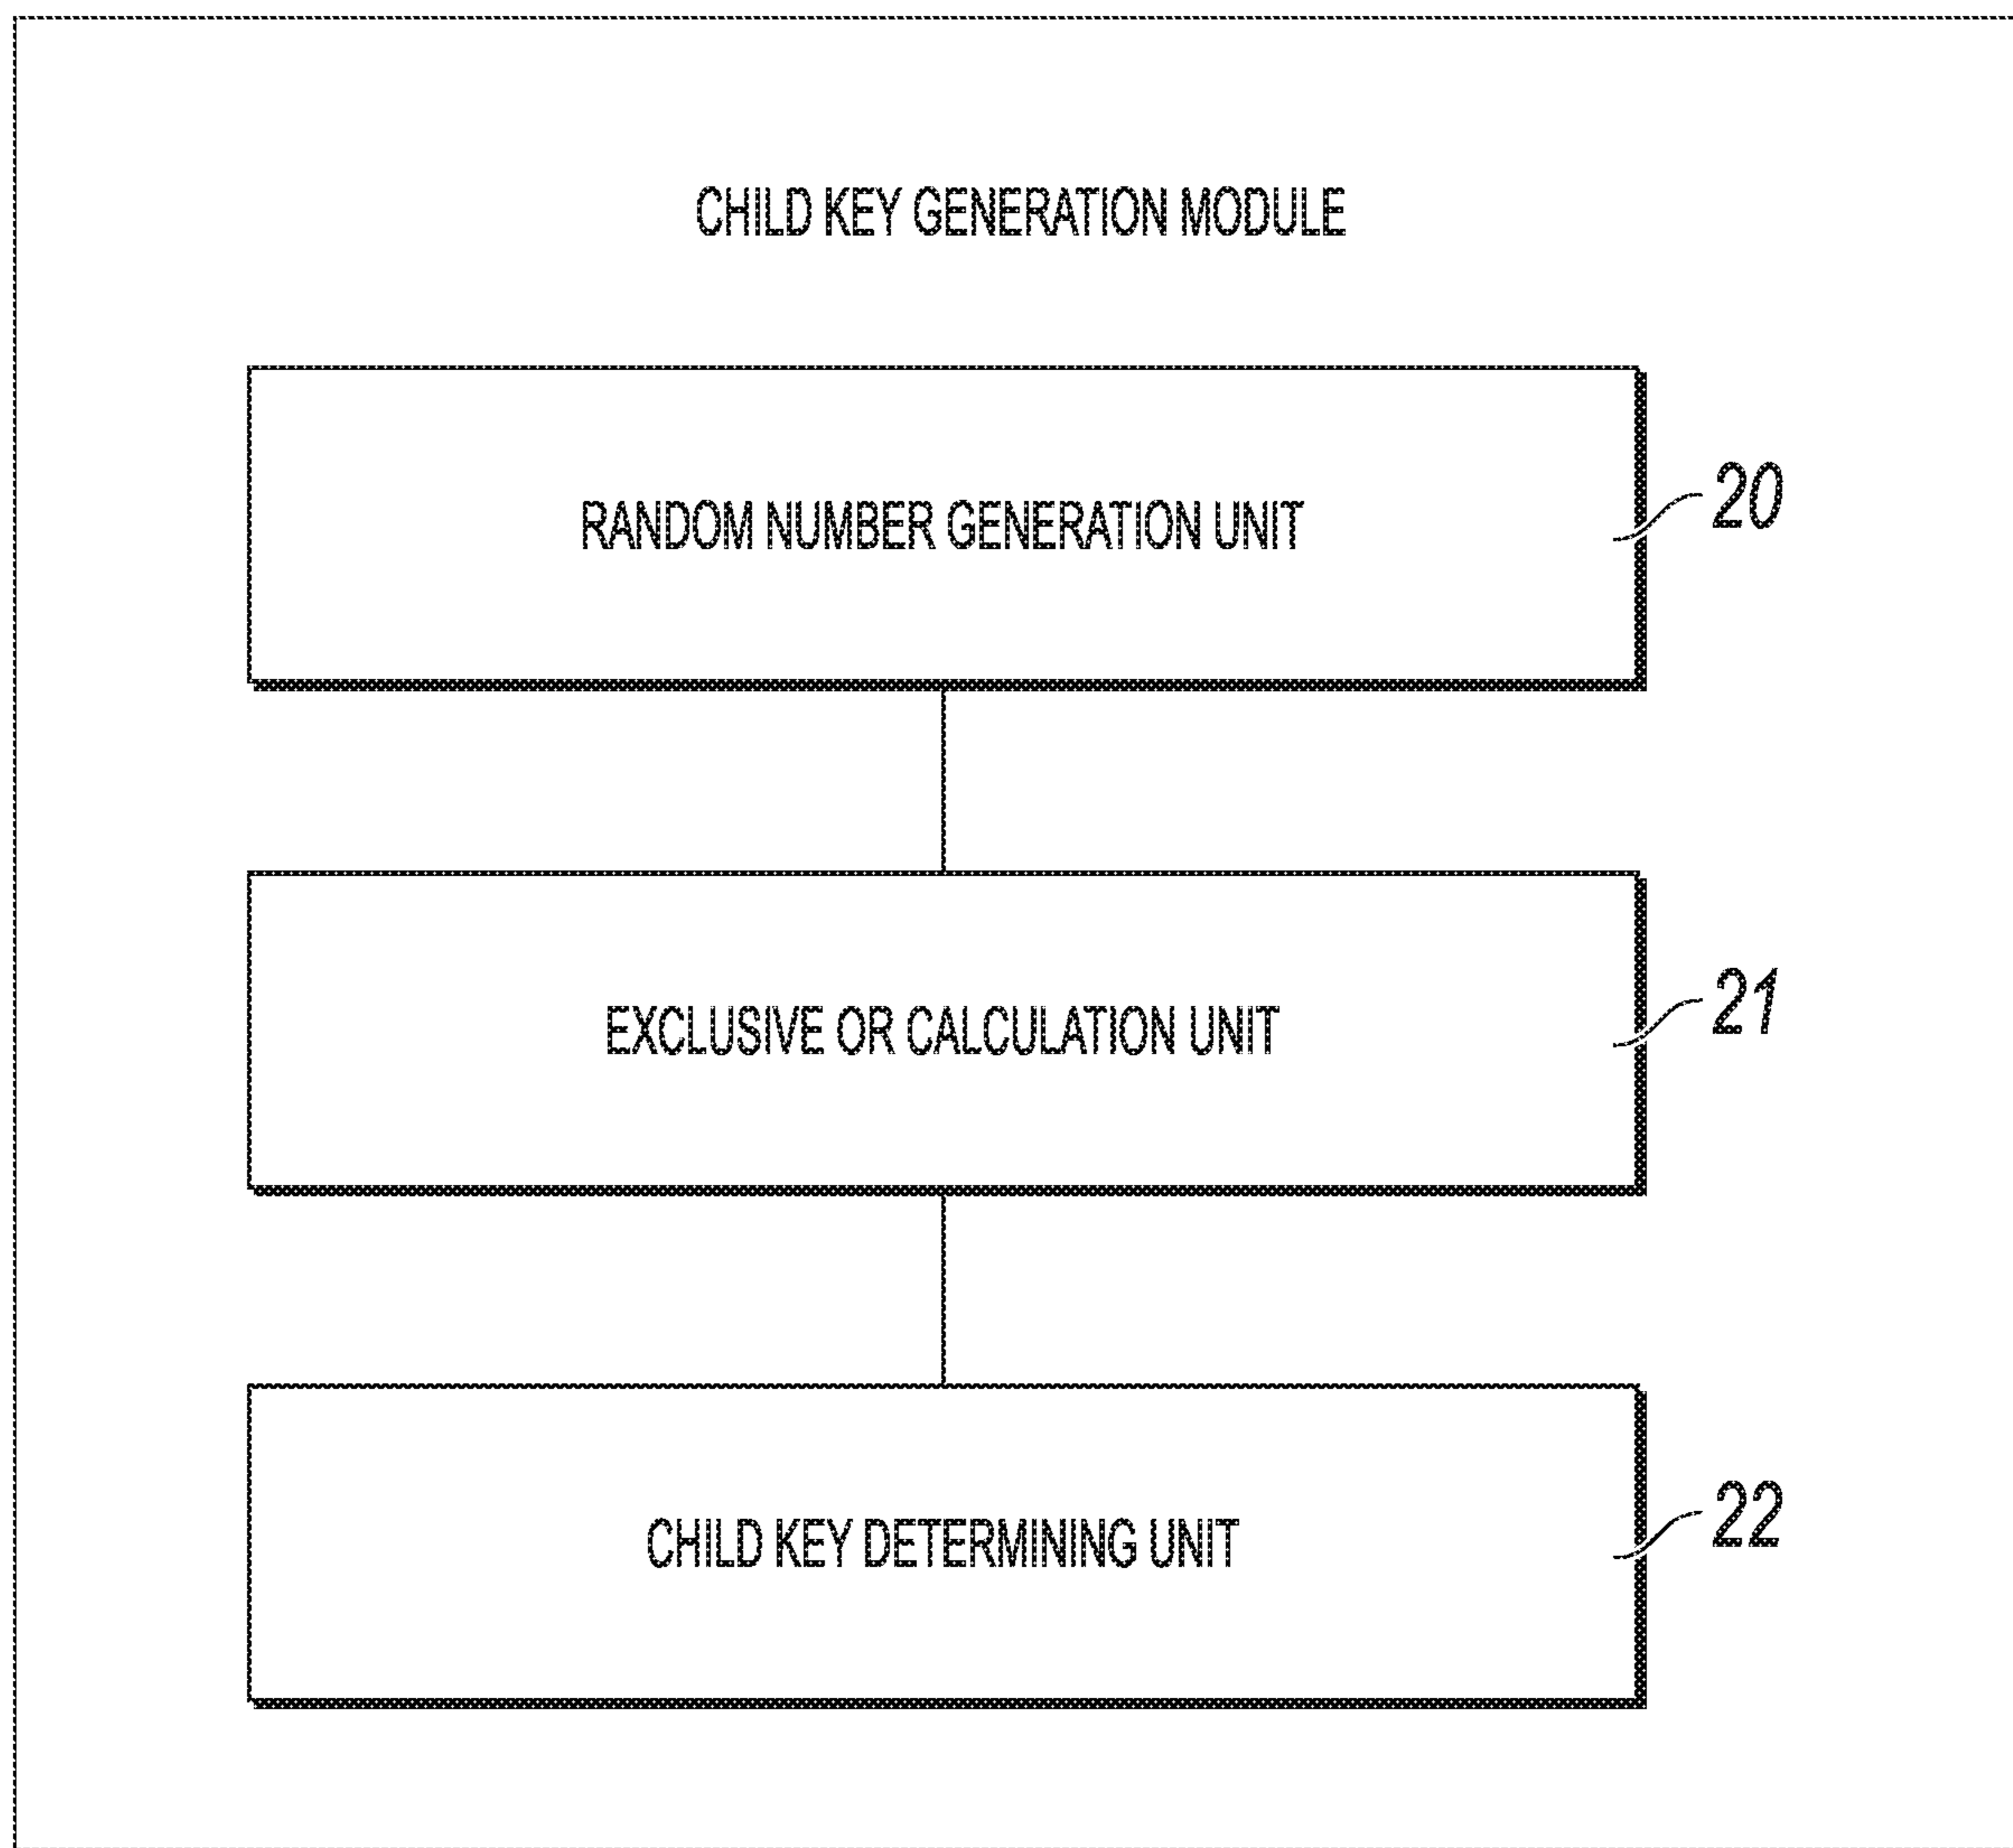 CHILD KEY GENERATION MODULE
RANDOM NUMBER GENERATION UNIT
20
EXCLUSIVE OR CALCULATION UNIT
21
CHILD KEY DETERMINING UNIT
22